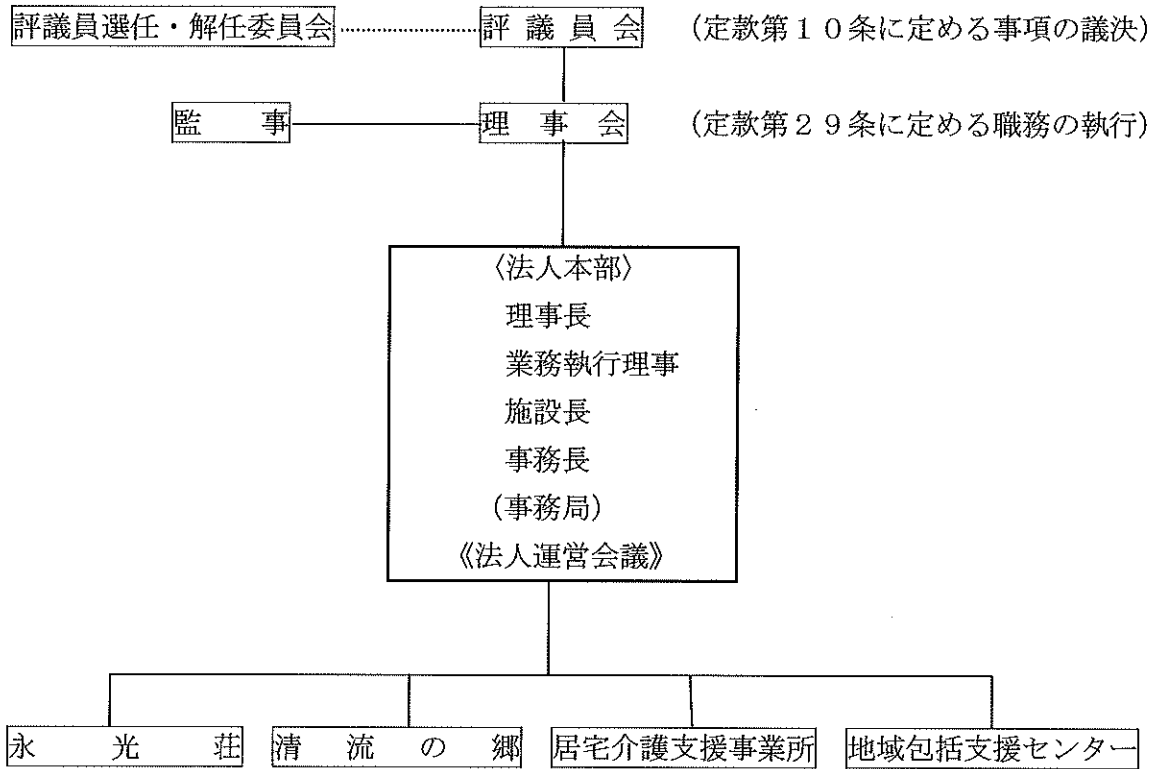 評議員選任・解任委員会 評議員会 (定款第10条に定める事項の議決)
監事 理事会 (定款第29条に定める職務の執行)
〈法人本部〉
理事長
業務執行理事
施設長
事務長
(事務局)
《法人運営会議》
永光荘 清流の郷 居宅介護支援事業所 地域包括支援センター